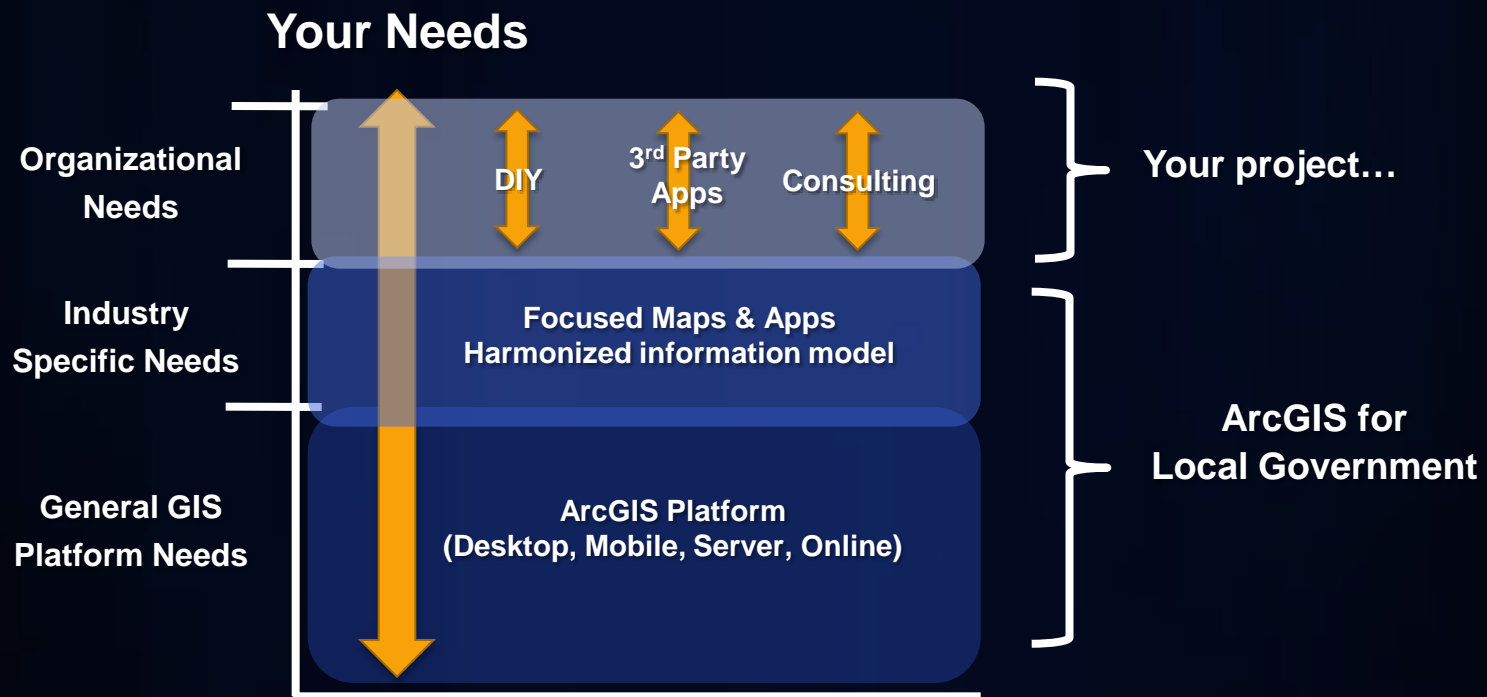 Your Needs
Organizational
Needs
DIY
3rd Party
Apps
Consulting
Your project…
Industry
Specific Needs
Focused Maps & Apps
Harmonized information model
General GIS
Platform Needs
ArcGIS Platform
(Desktop, Mobile, Server, Online)
ArcGIS for
Local Government